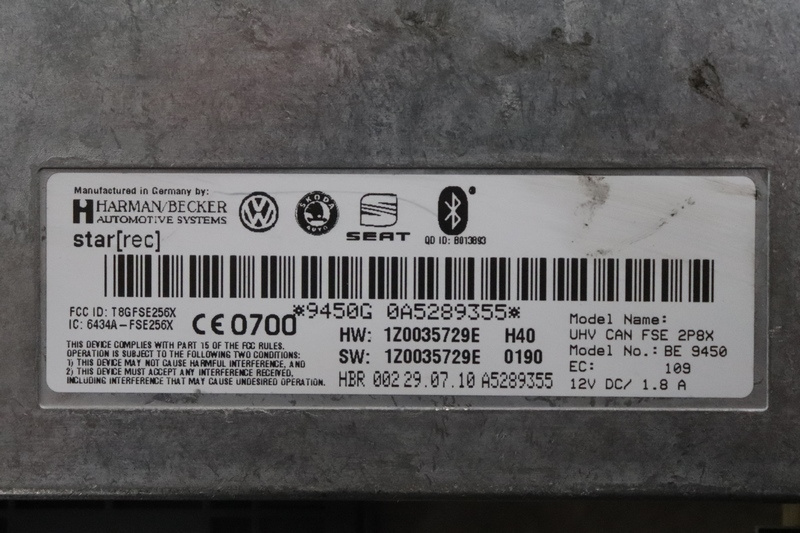 Manufactured in Germany by:
HARMAN/BECKER
AUTOMOTIVE SYSTEMS
star[rec]
ŠKODA
AUTO
SEAT
QD ID: B013893
*9450G 0A5289355*
FCC ID: T8GFSE256X
IC: 6434A-FSE256X
CE 0700
THIS DEVICE COMPLIES WITH PART 15 OF THE FCC RULES.
OPERATION IS SUBJECT TO THE FOLLOWING TWO CONDITIONS:
1) THIS DEVICE MAY NOT CAUSE HARMFUL INTERFERENCE, AND
2) THIS DEVICE MUST ACCEPT ANY INTERFERENCE RECEIVED,
INCLUDING INTERFERENCE THAT MAY CAUSE UNDESIRED OPERATION.
HW: 1Z0035729E H40
SW: 1Z0035729E 0190
HBR 002 29.07.10 A5289355
Model Name:
UHV CAN FSE 2P8X
Model No.: BE 9450
EC: 109
12V DC/ 1.8 A